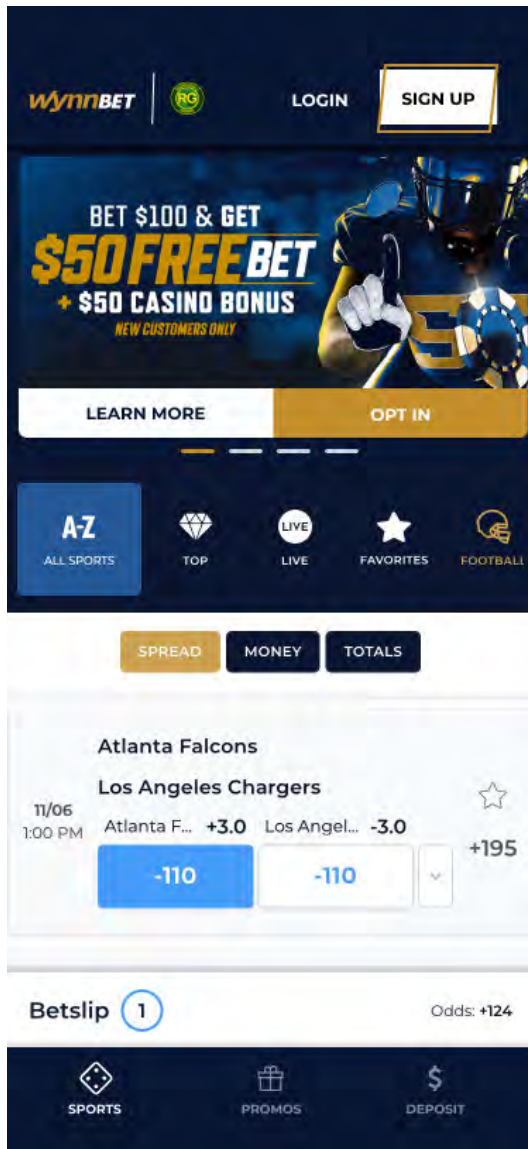 WynnBET
RG
LOGIN
SIGN UP
BET $100 & GET
$50 FREE BET
+ $50 CASINO BONUS
NEW CUSTOMERS ONLY
LEARN MORE
OPT IN
A-Z
ALL SPORTS
TOP
LIVE
LIVE
FAVORITES
FOOTBALL
SPREAD
MONEY
TOTALS
Atlanta Falcons
Los Angeles Chargers
11/06
1:00 PM
Atlanta F... +3.0
Los Angel... -3.0
-110
-110
+195
Betslip 1
Odds: +124
SPORTS
PROMOS
$
DEPOSIT